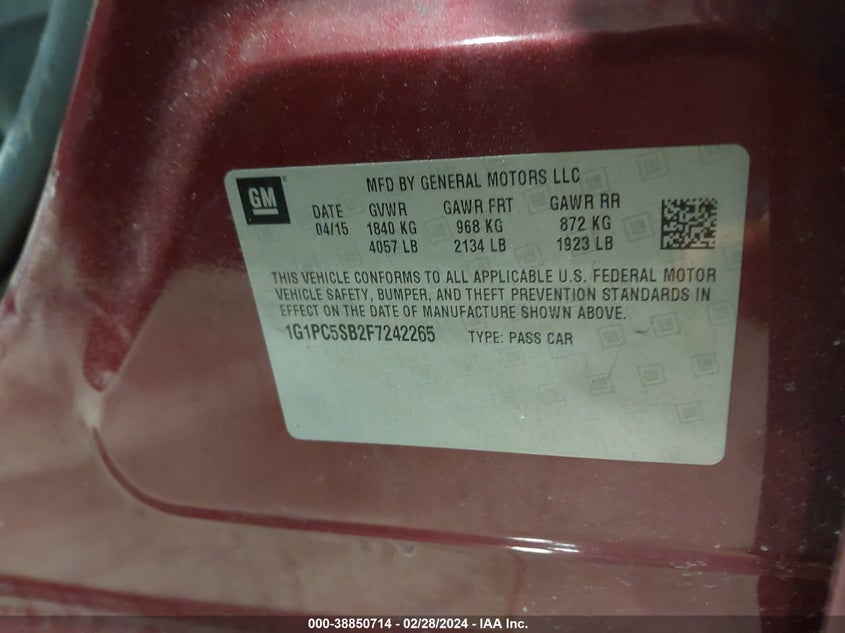 GM
MFD BY GENERAL MOTORS LLC
DATE GVWR GAWR FRT GAWR RR
04/15 1840 KG 968 KG 872 KG
4057 LB 2134 LB 1923 LB
THIS VEHICLE CONFORMS TO ALL APPLICABLE U.S. FEDERAL MOTOR
VEHICLE SAFETY, BUMPER, AND THEFT PREVENTION STANDARDS IN
EFFECT ON THE DATE OF MANUFACTURE SHOWN ABOVE.
1G1PC5SB2F7242265 TYPE: PASS CAR
000-38850714 - 02/28/2024 - IAA Inc.